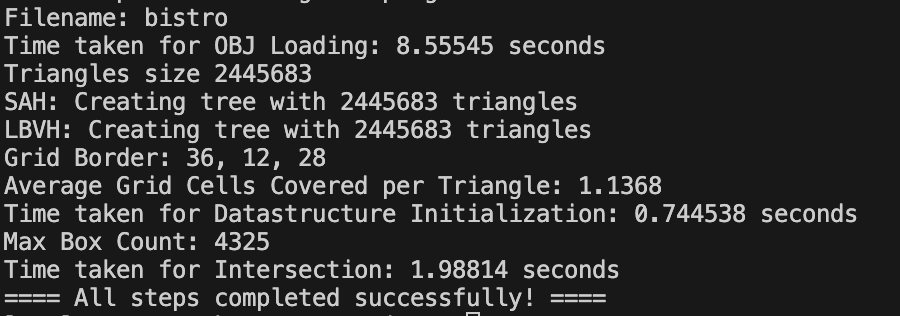 Filename: bistro
Time taken for OBJ Loading: 8.55545 seconds
Triangles size 2445683
SAH: Creating tree with 2445683 triangles
LBVH: Creating tree with 2445683 triangles
Grid Border: 36, 12, 28
Average Grid Cells Covered per Triangle: 1.1368
Time taken for Datastructure Initialization: 0.744538 seconds
Max Box Count: 4325
Time taken for Intersection: 1.98814 seconds
==== All steps completed successfully! ====